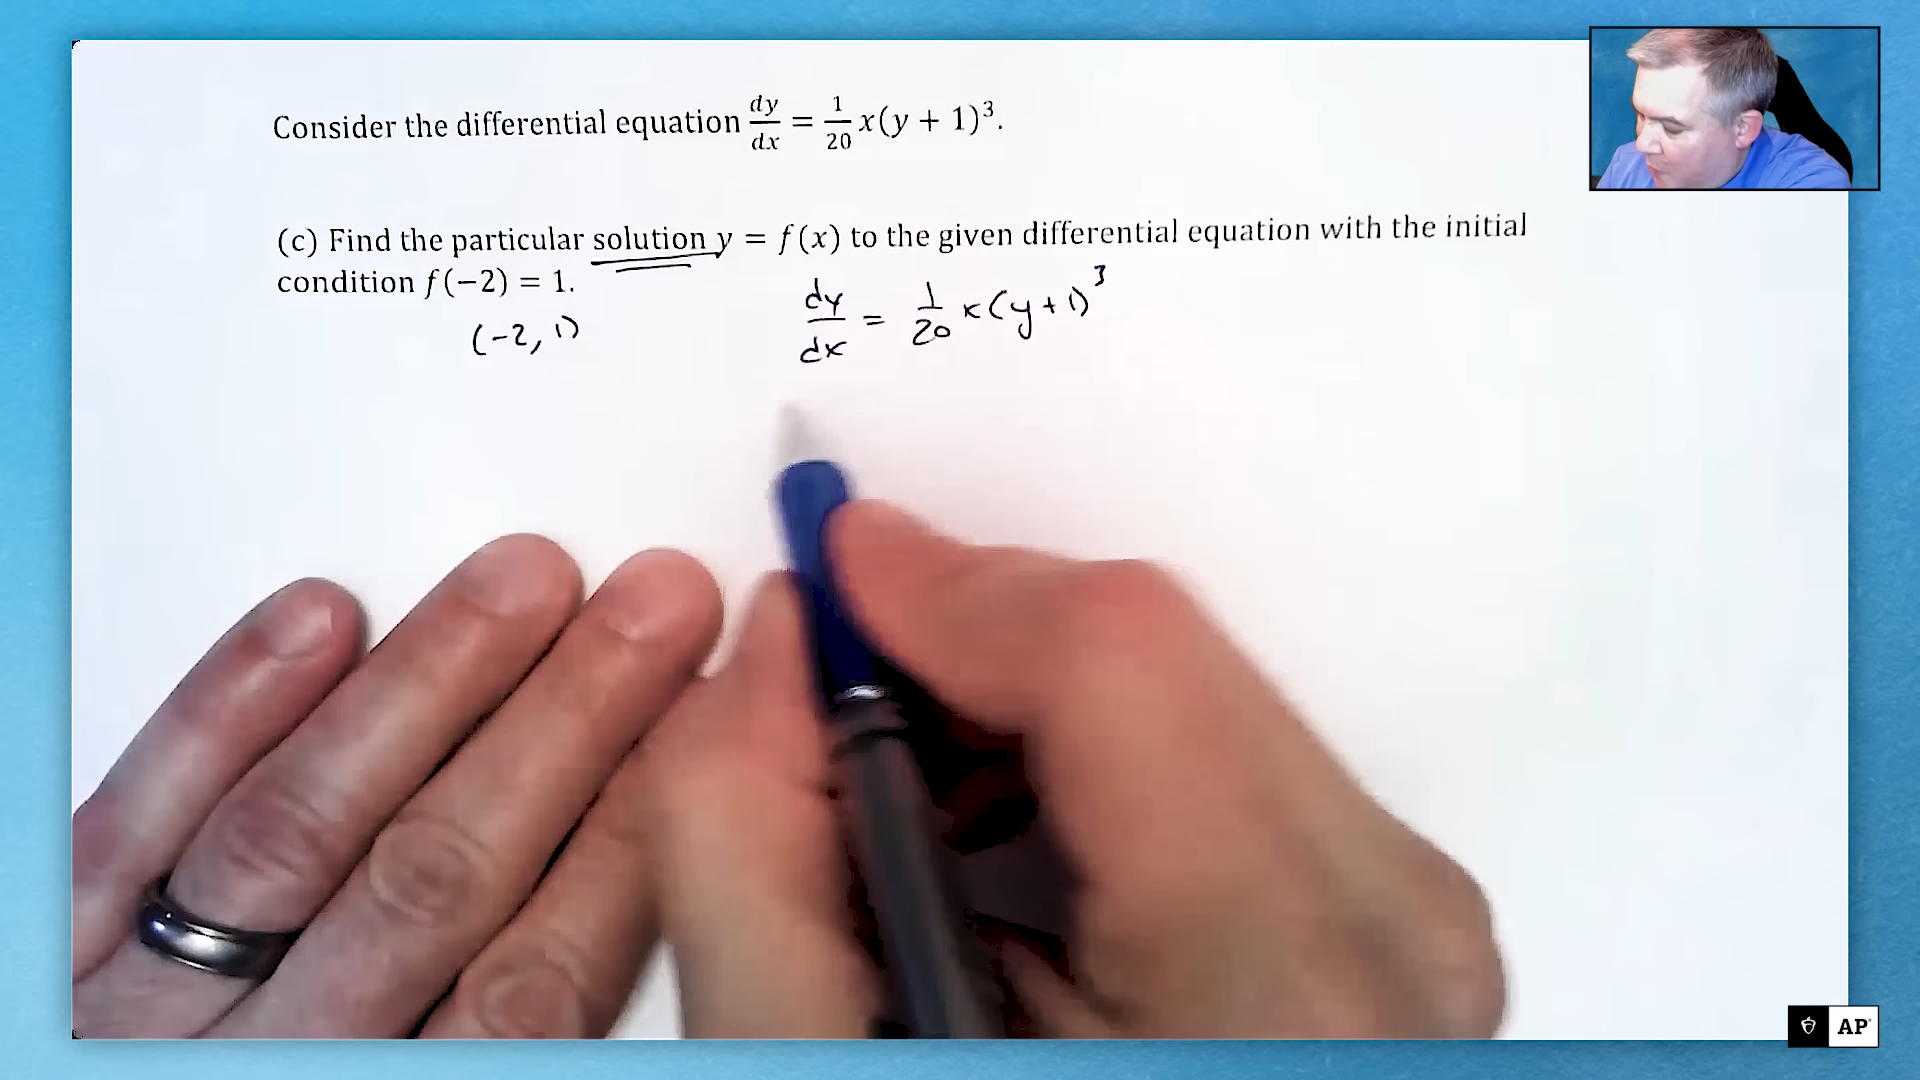 Consider the differential equation dy/dx = 1/20 x(y + 1)³.
(c) Find the particular solution y = f(x) to the given differential equation with the initial
condition f(−2) = 1.
(-2, 1)
dy/dx = 1/20 x(y+1)³
AP